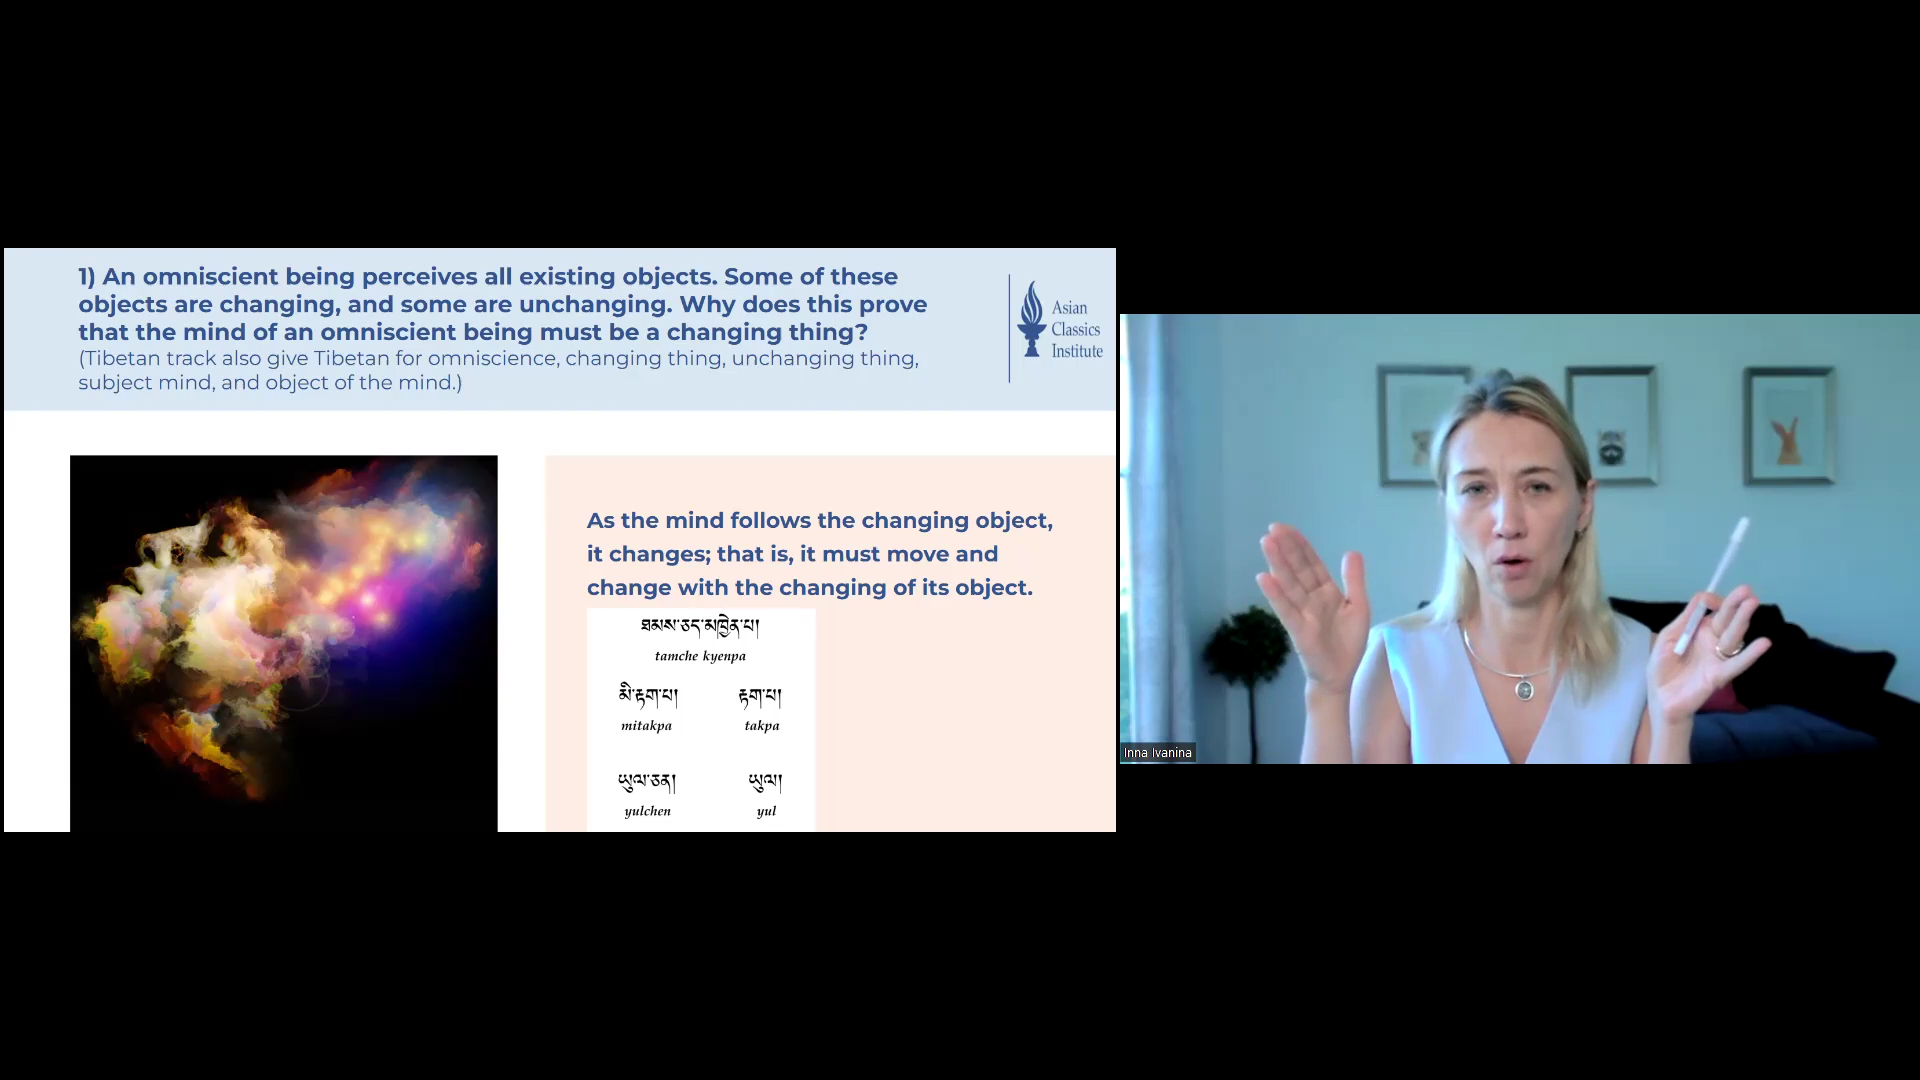 1) An omniscient being perceives all existing objects. Some of these
objects are changing, and some are unchanging. Why does this prove
that the mind of an omniscient being must be a changing thing?
(Tibetan track also give Tibetan for omniscience, changing thing, unchanging thing,
subject mind, and object of the mind.)
Asian
Classics
Institute
As the mind follows the changing object,
it changes; that is, it must move and
change with the changing of its object.
ཐམས་ཅད་མཁྱེན་པ།
tamche kyenpa
མི་རྟག་པ། རྟག་པ།
mitakpa takpa
ཡུལ་ཅན། ཡུལ།
yulchen yul
Inna Ivanina